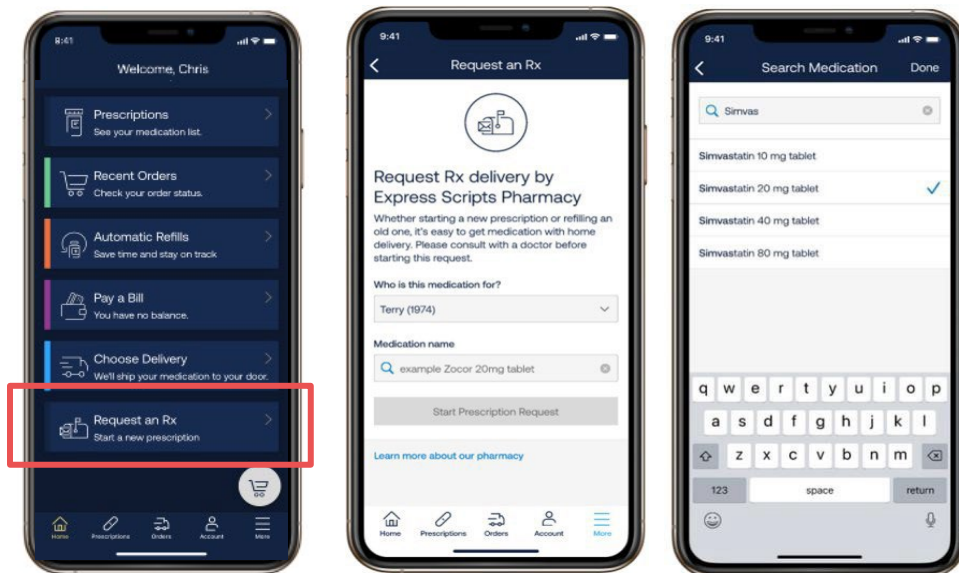 8:41
Welcome, Chris
Prescriptions
See your medication list.
Recent Orders
Check your order status.
Automatic Refills
Save time and stay on track
Pay a Bill
You have no balance.
Choose Delivery
We'll ship your medication to your door.
Request an Rx
Start a new prescription
Home Prescriptions Orders Account More
9:41
Request an Rx
Request Rx delivery by
Express Scripts Pharmacy
Whether starting a new prescription or refilling an
old one, it's easy to get medication with home
delivery. Please consult with a doctor before
starting this request.
Who is this medication for?
Terry (1974)
Medication name
example Zocor 20mg tablet
Start Prescription Request
Learn more about our pharmacy
Home Prescriptions Orders Account More
9:41
Search Medication Done
Simvas
Simvastatin 10 mg tablet
Simvastatin 20 mg tablet
Simvastatin 40 mg tablet
Simvastatin 80 mg tablet
q w e r t y u i o p
a s d f g h j k l
z x c v b n m
123 space return